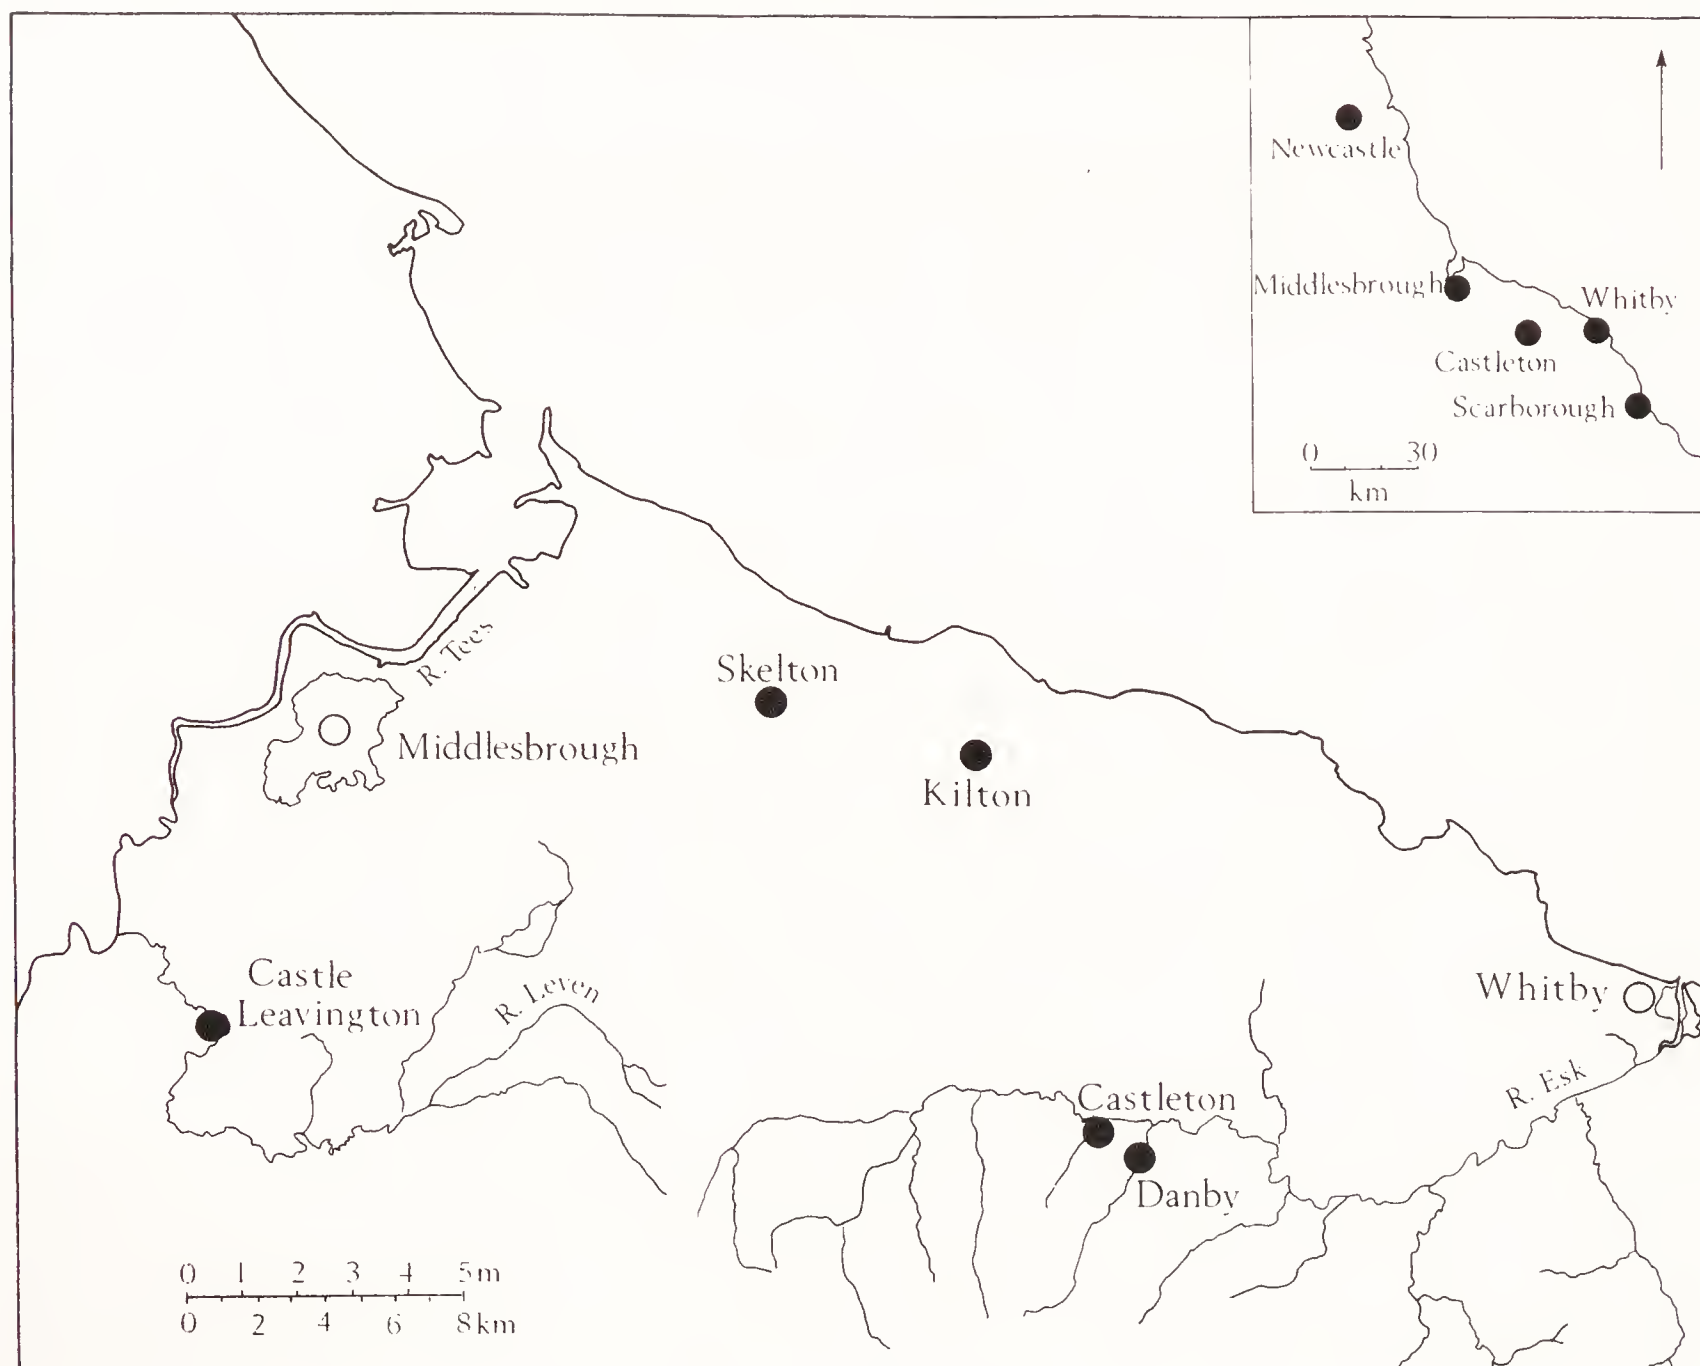 Newcastle
Middlesbrough
Whitby
Castleton
Scarborough
0 30
km
R. Tees
Skelton
Middlesbrough
Kilton
Castle
Leavington
R. Leven
Whitby
R. Esk
Castleton
Danby
0 1 2 3 4 5m
0 2 4 6 8km